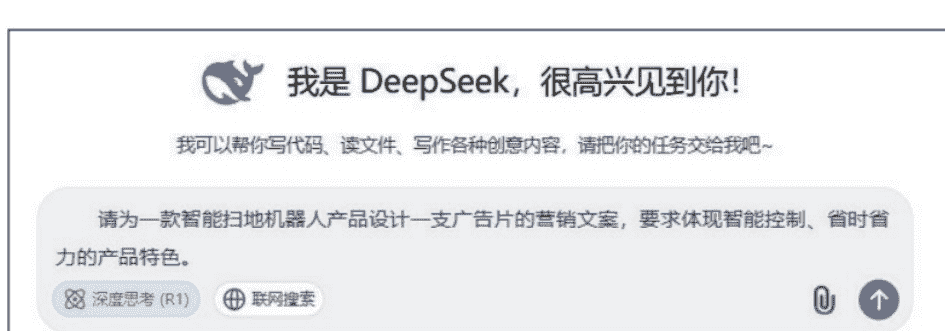 我是 DeepSeek，很高兴见到你！
我可以帮你写代码、读文件、写作各种创意内容，请把你的任务交给我吧~
请为一款智能扫地机器人产品设计一支广告片的营销文案，要求体现智能控制、省时省
力的产品特色。
深度思考 (R1) 联网搜索